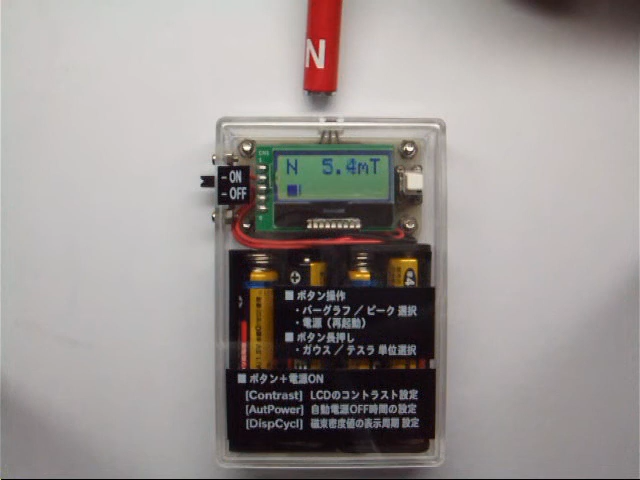 N
N 5.4mT
-ON
-OFF
■ ボタン操作
・バーグラフ／ピーク 選択
・電源（再起動）
■ ボタン長押し
・ガウス／テスラ 単位選択
■ ボタン＋電源ON
[Contrast] LCDのコントラスト設定
[AutPower] 自動電源OFF時間の設定
[DispCycl] 磁束密度値の表示周期 設定